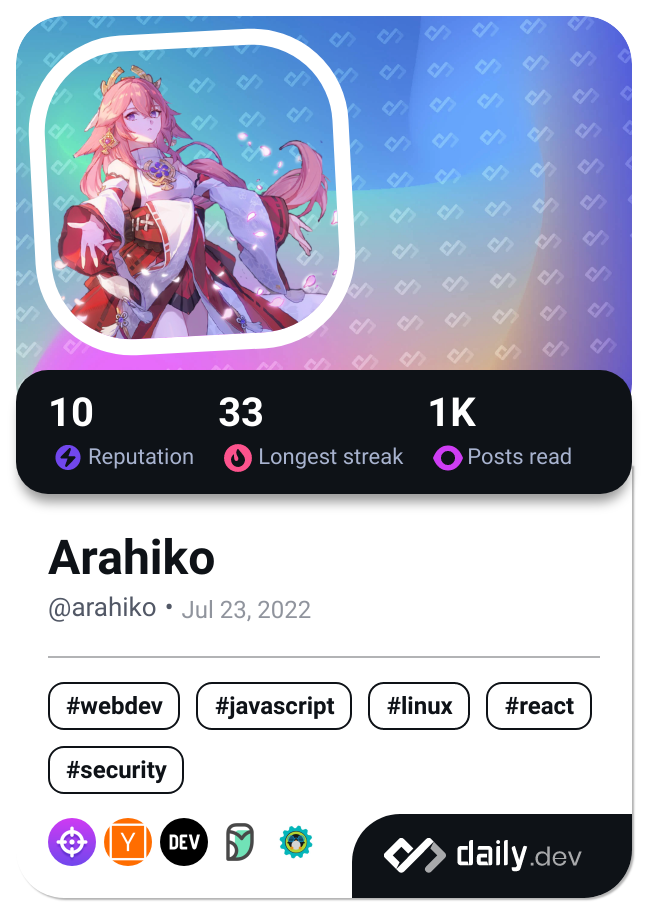 10 33 1K
Reputation Longest streak Posts read
Arahiko
@arahiko • Jul 23, 2022
#webdev #javascript #linux #react
#security
Y DEV
daily.dev